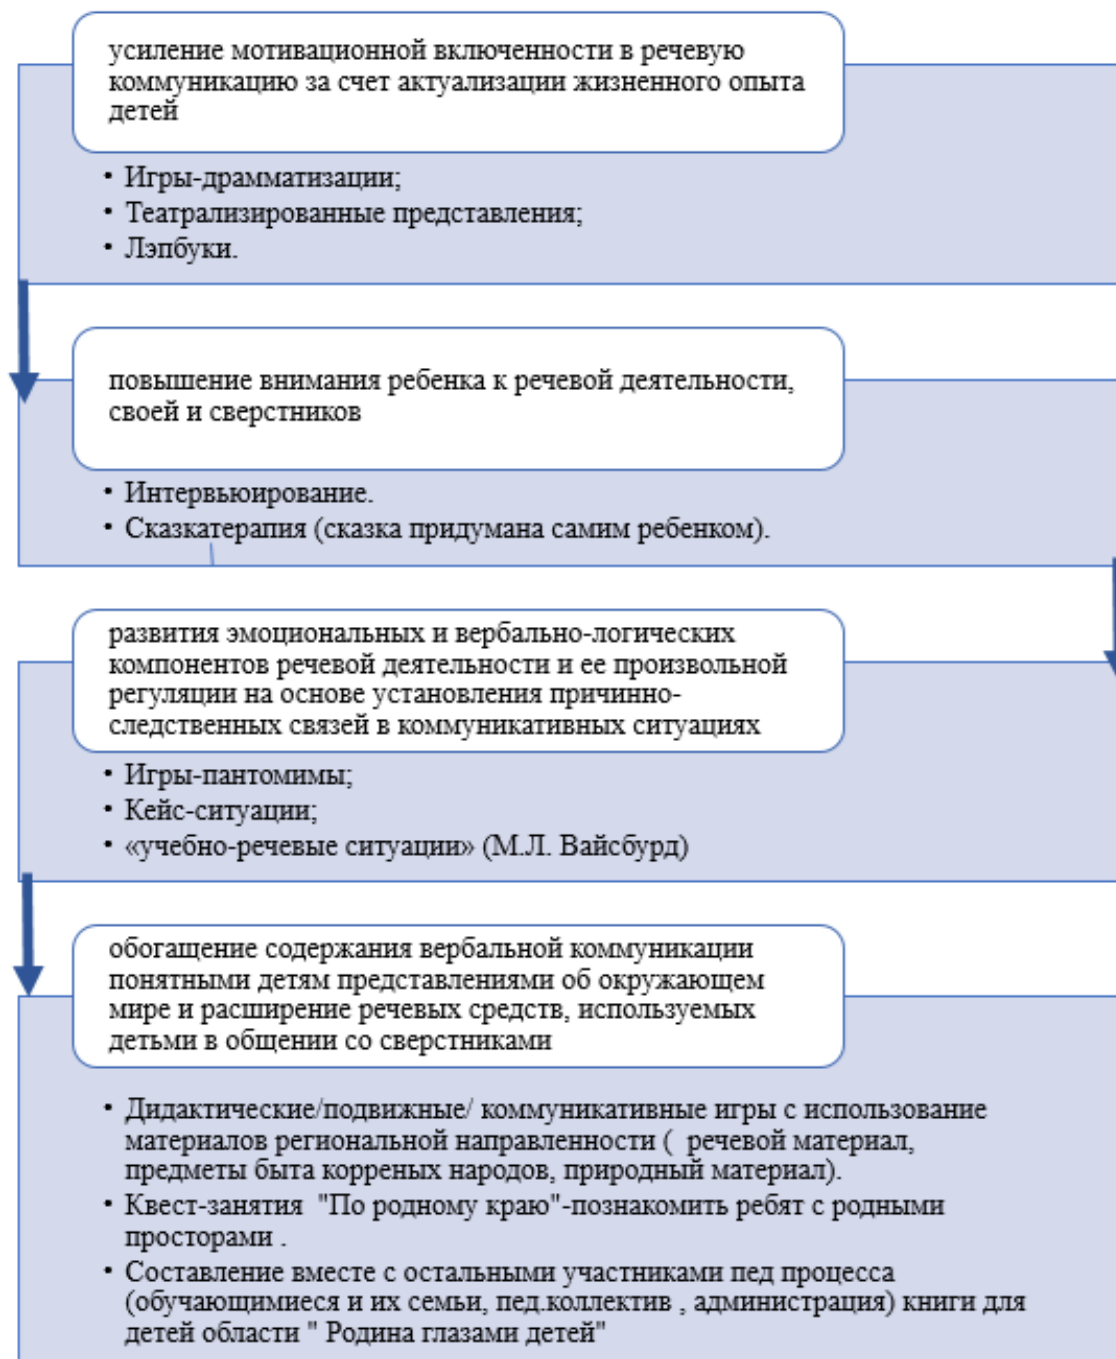 усиление мотивационной включенности в речевую
коммуникацию за счет актуализации жизненного опыта
детей
• Игры-драмматизации;
• Театрализированные представления;
• Лэпбуки.
повышение внимания ребенка к речевой деятельности,
своей и сверстников
• Интервьюирование.
• Сказкатерапия (сказка придумана самим ребенком).
развития эмоциональных и вербально-логических
компонентов речевой деятельности и ее произвольной
регуляции на основе установления причинно-
следственных связей в коммуникативных ситуациях
• Игры-пантомимы;
• Кейс-ситуации;
• «учебно-речевые ситуации» (М.Л. Вайсбурд)
обогащение содержания вербальной коммуникации
понятными детям представлениями об окружающем
мире и расширение речевых средств, используемых
детьми в общении со сверстниками
• Дидактические/подвижные/ коммуникативные игры с использование
материалов региональной направленности ( речевой материал,
предметы быта корреных народов, природный материал).
• Квест-занятия "По родному краю"-познакомить ребят с родными
просторами .
• Составление вместе с остальными участниками пед процесса
(обучающимиеся и их семьи, пед.коллектив , администрация) книги для
детей области " Родина глазами детей"